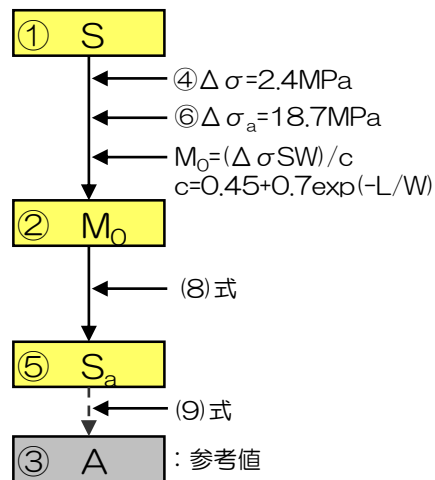 ① S
④Δσ=2.4MPa
⑥Δσa=18.7MPa
M0=(ΔσSW)/c
c=0.45+0.7exp(-L/W)
② M0
(8)式
⑤ Sa
(9)式
③ A :参考値